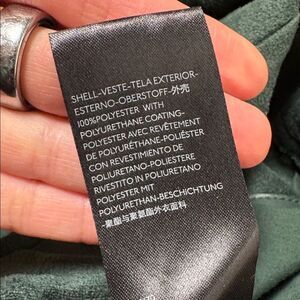 SHELL-VESTE-TELA EXTERIOR-
ESTERNO-OBERSTOFF-外壳
100%POLYESTER WITH
POLYURETHANE COATING-
POLYESTER AVEC REVÊTEMENT
DE POLYURÉTHANE-POLIÉSTER
CON REVESTIMIENTO DE
POLIURETANO-POLIESTERE
RIVESTITO IN POLIURETANO
POLYESTER MIT
POLYURETHAN-BESCHICHTUNG
-聚酯与聚氨酯外衣面料